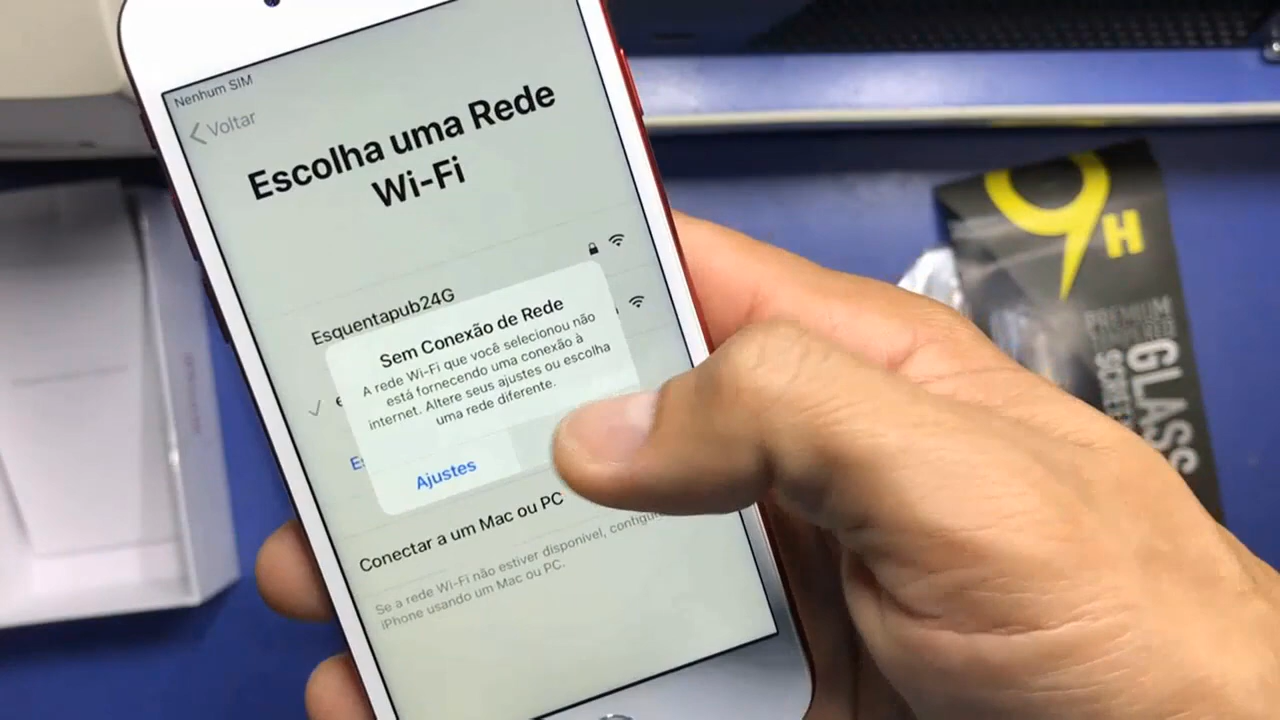 Nenhum SIM
Voltar
Escolha uma Rede
Wi-Fi
Esquentapub24G
Sem Conexão de Rede
A rede Wi-Fi que você selecionou não
está fornecendo uma conexão à
internet. Altere seus ajustes ou escolha
uma rede diferente.
Ajustes
Conectar a um Mac ou PC
Se a rede Wi-Fi não estiver disponível,
iPhone usando um Mac ou PC.
9H
PREMIUM
TEMPERED
GLASS